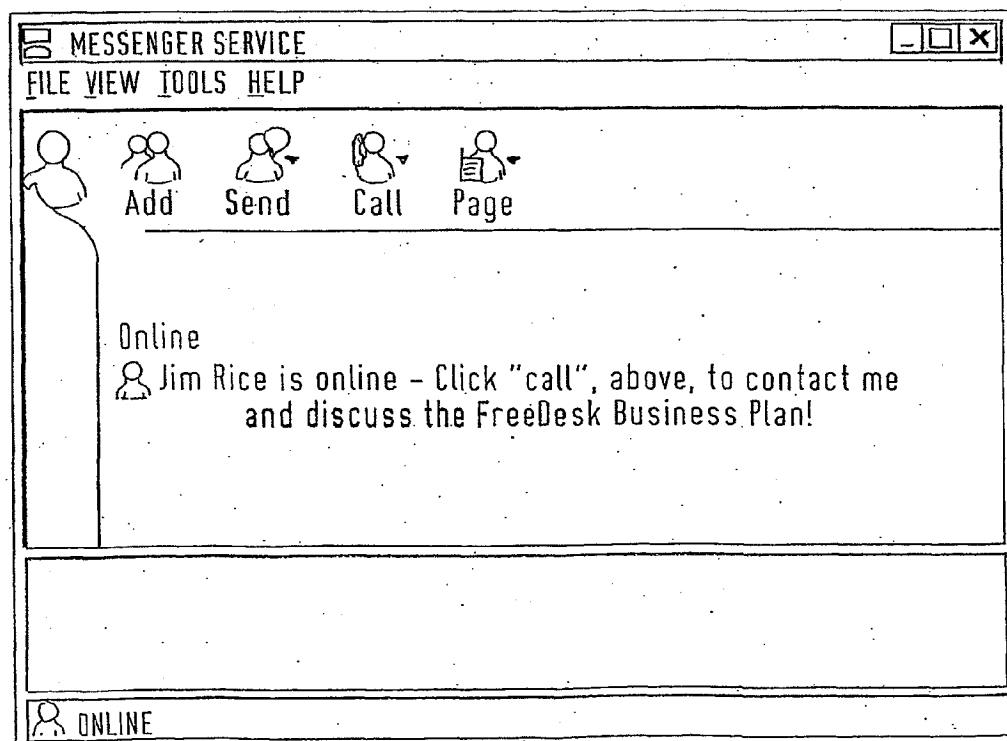 MESSENGER SERVICE
FILE VIEW TOOLS HELP
Add Send Call Page
Online
Jim Rice is online – Click "call", above, to contact me
and discuss the FreeDesk Business Plan!
ONLINE